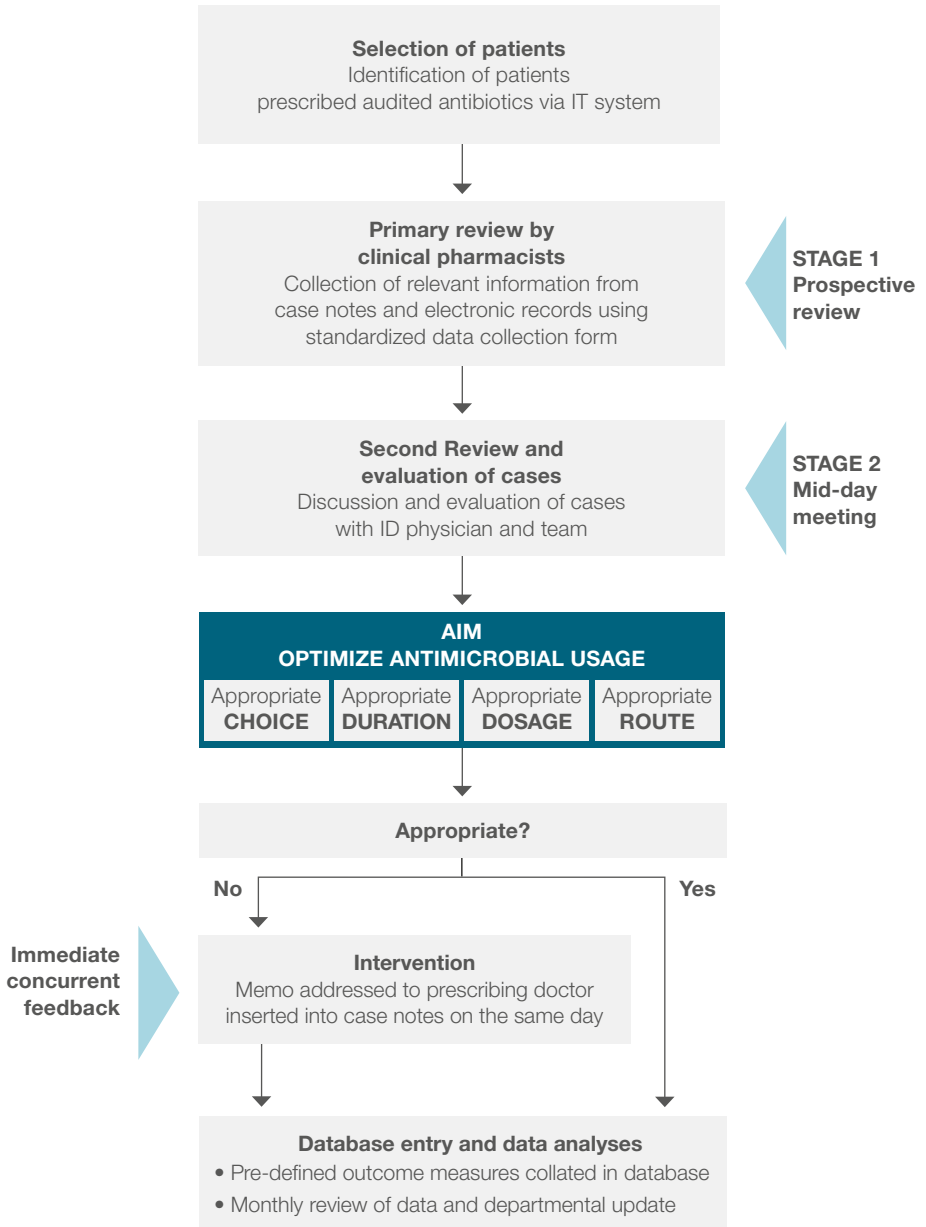 Selection of patients
Identification of patients
prescribed audited antibiotics via IT system
Primary review by
clinical pharmacists
Collection of relevant information from
case notes and electronic records using
standardized data collection form
STAGE 1
Prospective
review
Second Review and
evaluation of cases
Discussion and evaluation of cases
with ID physician and team
STAGE 2
Mid-day
meeting
AIM
OPTIMIZE ANTIMICROBIAL USAGE
Appropriate
CHOICE
Appropriate
DURATION
Appropriate
DOSAGE
Appropriate
ROUTE
Appropriate?
No
Yes
Immediate
concurrent
feedback
Intervention
Memo addressed to prescribing doctor
inserted into case notes on the same day
Database entry and data analyses
• Pre-defined outcome measures collated in database
• Monthly review of data and departmental update